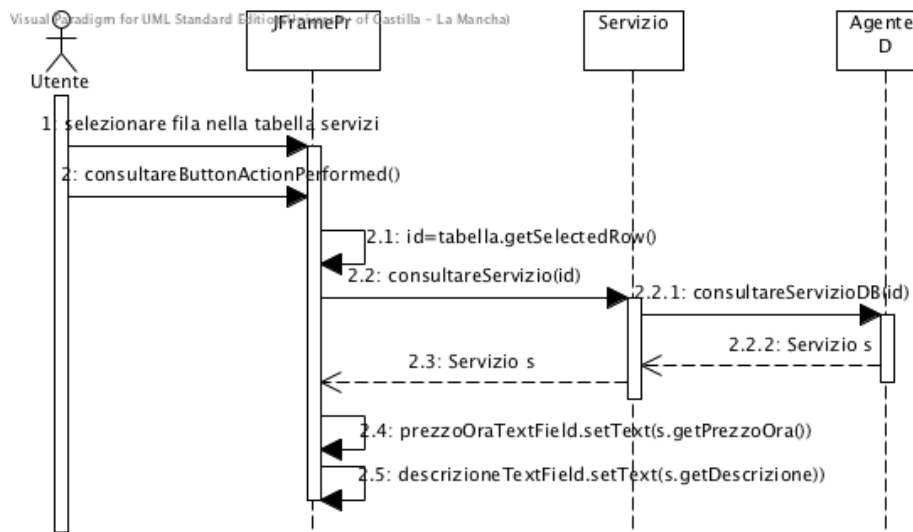 Visual Paradigm for UML Standard Edition(University of Castilla - La Mancha)
JFramePr
Servizio
Agente
D
Utente
1: selezionare fila nella tabella servizi
2: consultareButtonActionPerformed()
2.1: id=tabella.getSelectedRow()
2.2: consultareServizio(id)
2.2.1: consultareServizioDB(id)
2.2.2: Servizio s
2.3: Servizio s
2.4: prezzoOraTextField.setText(s.getPrezzoOra())
2.5: descrizioneTextField.setText(s.getDescrizione))